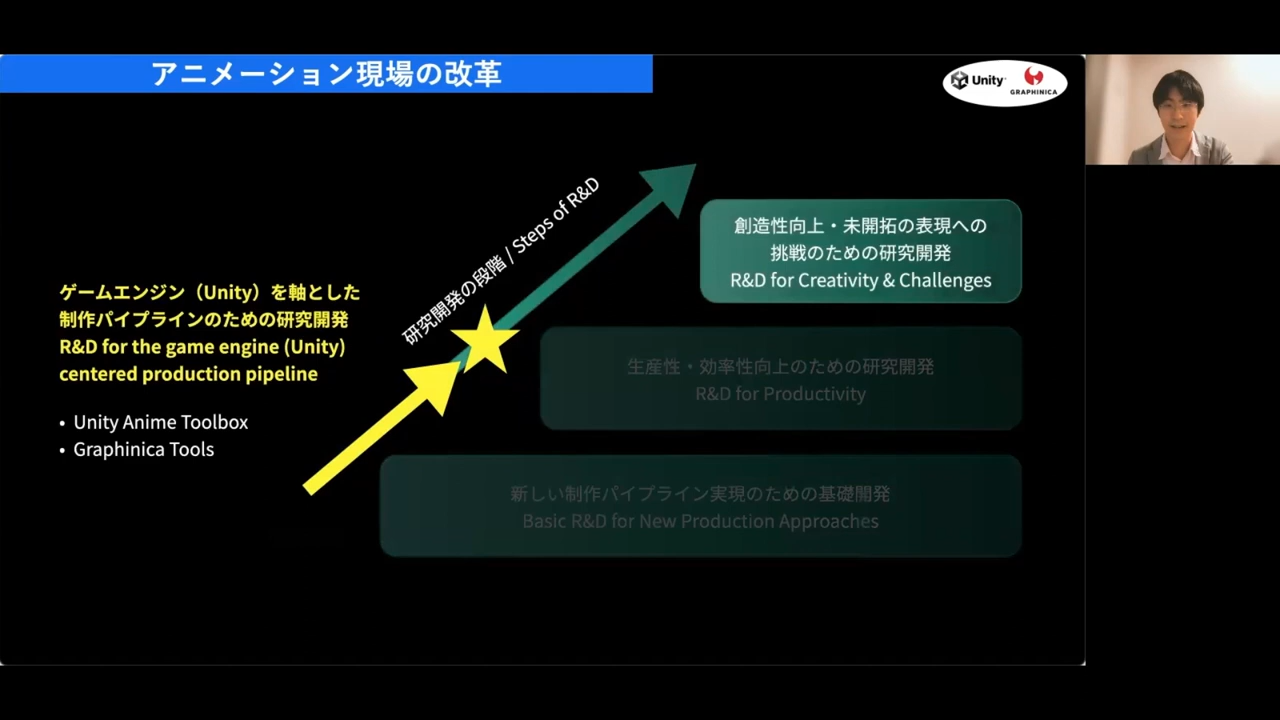 アニメーション現場の改革
Unity
GRAPHINICA
研究開発の段階 / Steps of R&D
創造性向上・未開拓の表現への
挑戦のための研究開発
R&D for Creativity & Challenges
ゲームエンジン（Unity）を軸とした
制作パイプラインのための研究開発
R&D for the game engine (Unity)
centered production pipeline
• Unity Anime Toolbox
• Graphinica Tools
生産性・効率性向上のための研究開発
R&D for Productivity
新しい制作パイプライン実現のための基礎開発
Basic R&D for New Production Approaches